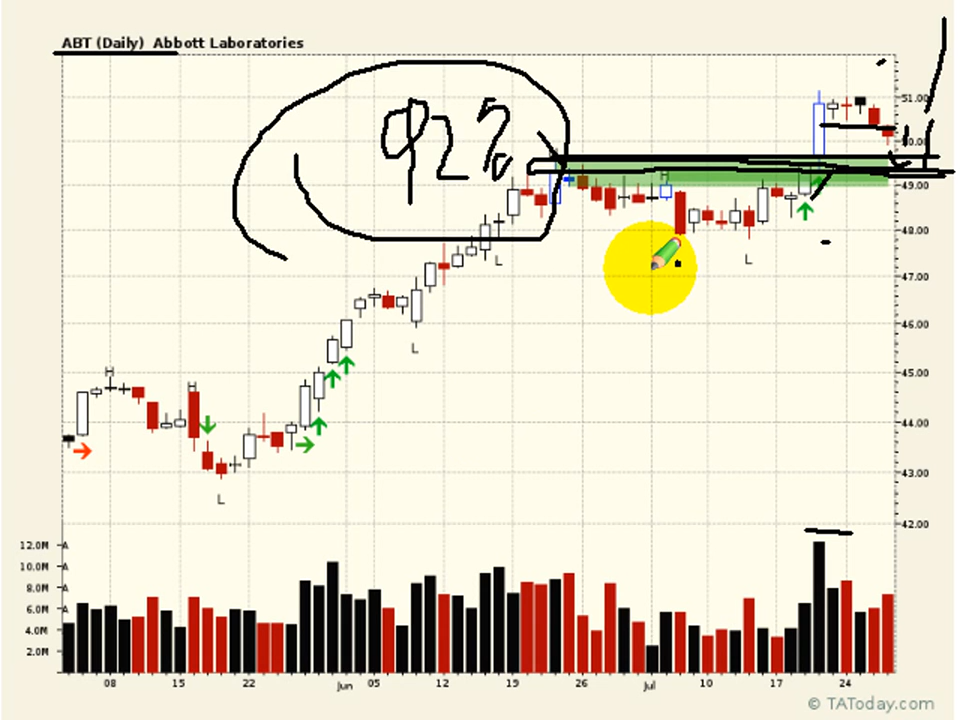 ABT (Daily) Abbott Laboratories
92%
51.00
50.00
49.00
48.00
47.00
46.00
45.00
44.00
43.00
42.00
H
H
H
L
L
L
L
12.0M
10.0M
8.0M
6.0M
4.0M
2.0M
08 15 22 Jun 05 12 19 26 Jul 10 17 24
© TAToday.com